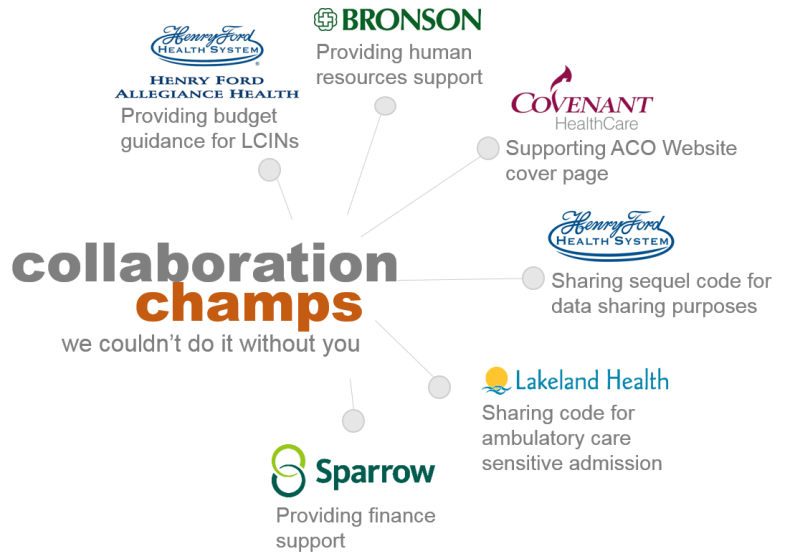 Henry Ford
HEALTH SYSTEM
HENRY FORD
ALLEGIANCE HEALTH
Providing budget
guidance for LCINs
BRONSON
Providing human
resources support
COVENANT
HealthCare
Supporting ACO Website
cover page
Henry Ford
HEALTH SYSTEM
Sharing sequel code for
data sharing purposes
collaboration
champs
we couldn’t do it without you
Lakeland Health
Sharing code for
ambulatory care
sensitive admission
Sparrow
Providing finance
support